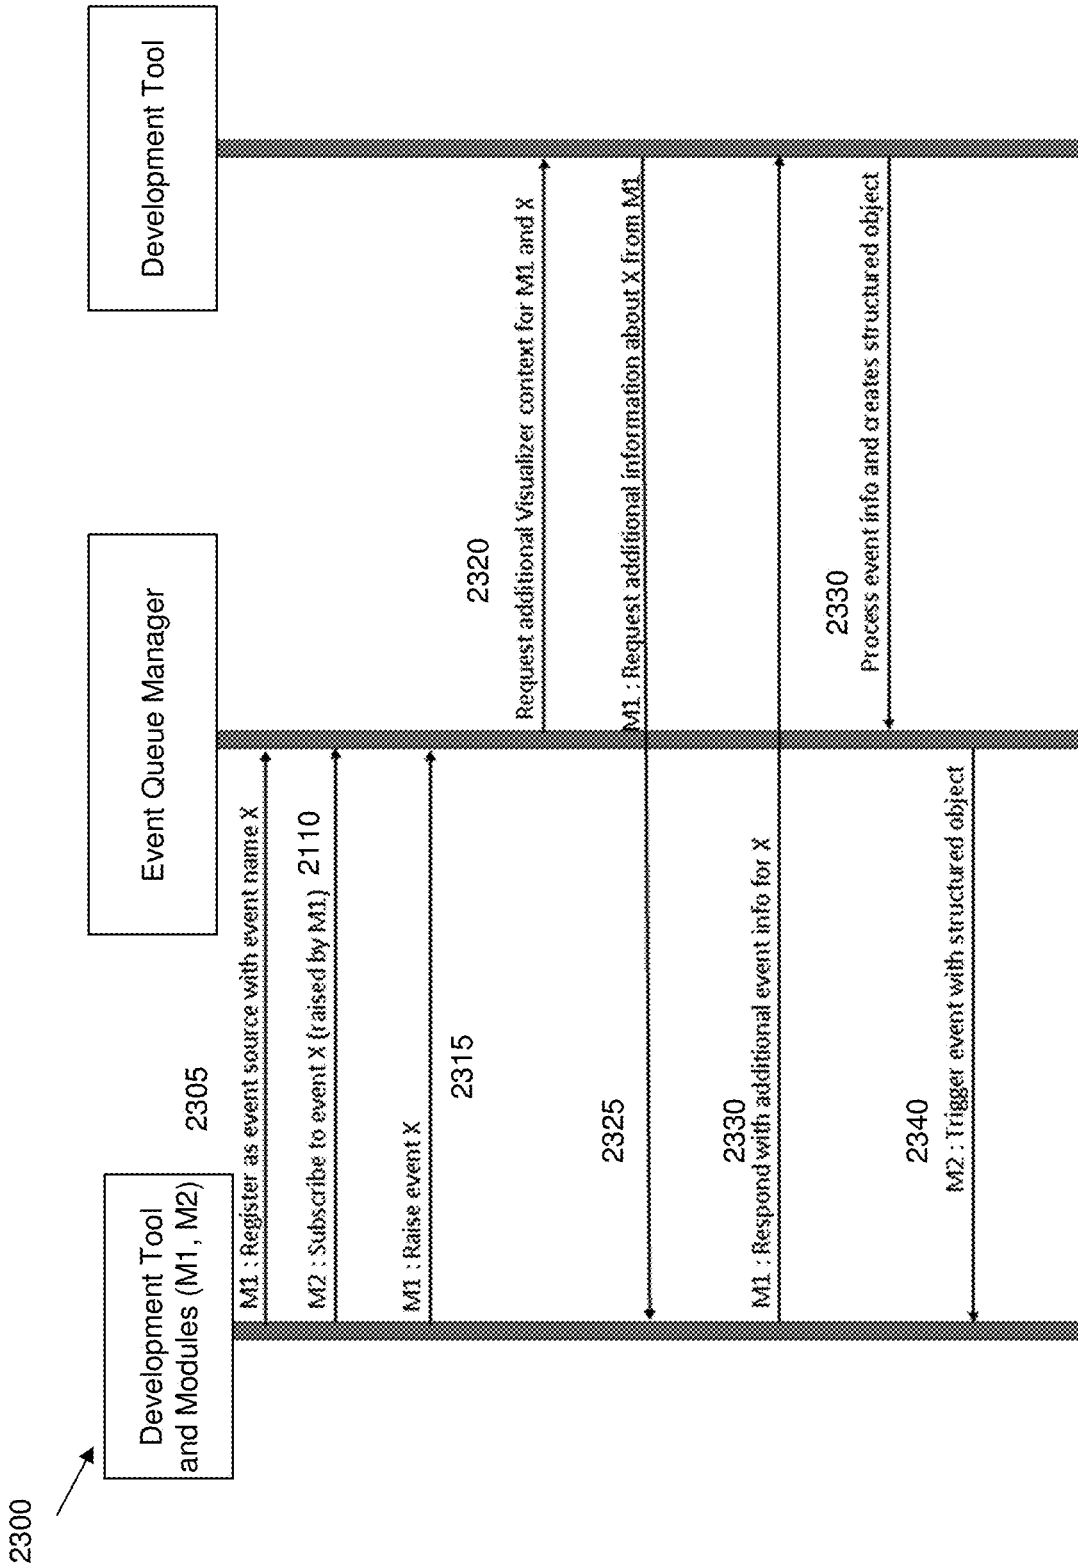 2300
Development Tool
and Modules (M1, M2)
Event Queue Manager
Development Tool
2305
M1 : Register as event source with event name X
M2 : Subscribe to event X (raised by M1)
2110
M1 : Raise event X
2315
2320
Request additional Visualizer context for M1 and X
2325
M1 : Request additional information about X from M1
2330
M1 : Respond with additional event info for X
2330
Process event info and creates structured object
2340
M2 : Trigger event with structured object